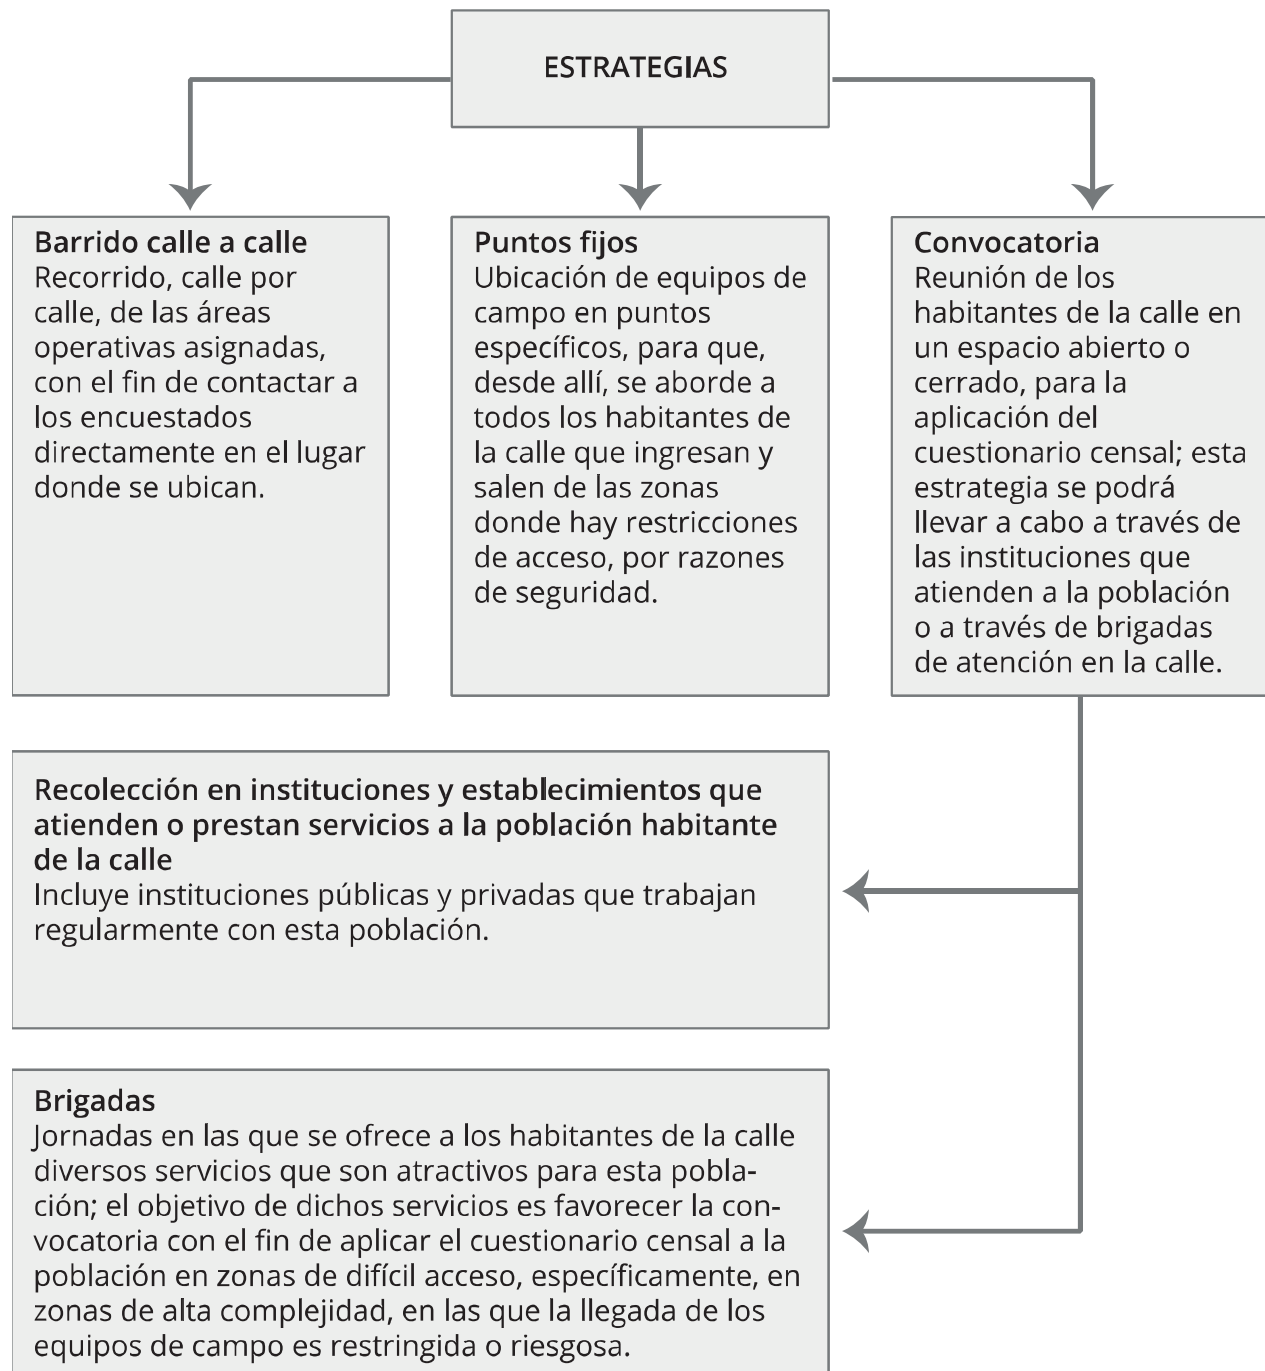 ESTRATEGIAS
Barrido calle a calle
Recorrido, calle por
calle, de las áreas
operativas asignadas,
con el fin de contactar a
los encuestados
directamente en el lugar
donde se ubican.
Puntos fijos
Ubicación de equipos de
campo en puntos
específicos, para que,
desde allí, se aborde a
todos los habitantes de
la calle que ingresan y
salen de las zonas
donde hay restricciones
de acceso, por razones
de seguridad.
Convocatoria
Reunión de los
habitantes de la calle en
un espacio abierto o
cerrado, para la
aplicación del
cuestionario censal; esta
estrategia se podrá
llevar a cabo a través de
las instituciones que
atienden a la población
o a través de brigadas
de atención en la calle.
Recolección en instituciones y establecimientos que
atienden o prestan servicios a la población habitante
de la calle
Incluye instituciones públicas y privadas que trabajan
regularmente con esta población.
Brigadas
Jornadas en las que se ofrece a los habitantes de la calle
diversos servicios que son atractivos para esta pobla-
ción; el objetivo de dichos servicios es favorecer la con-
vocatoria con el fin de aplicar el cuestionario censal a la
población en zonas de difícil acceso, específicamente, en
zonas de alta complejidad, en las que la llegada de los
equipos de campo es restringida o riesgosa.